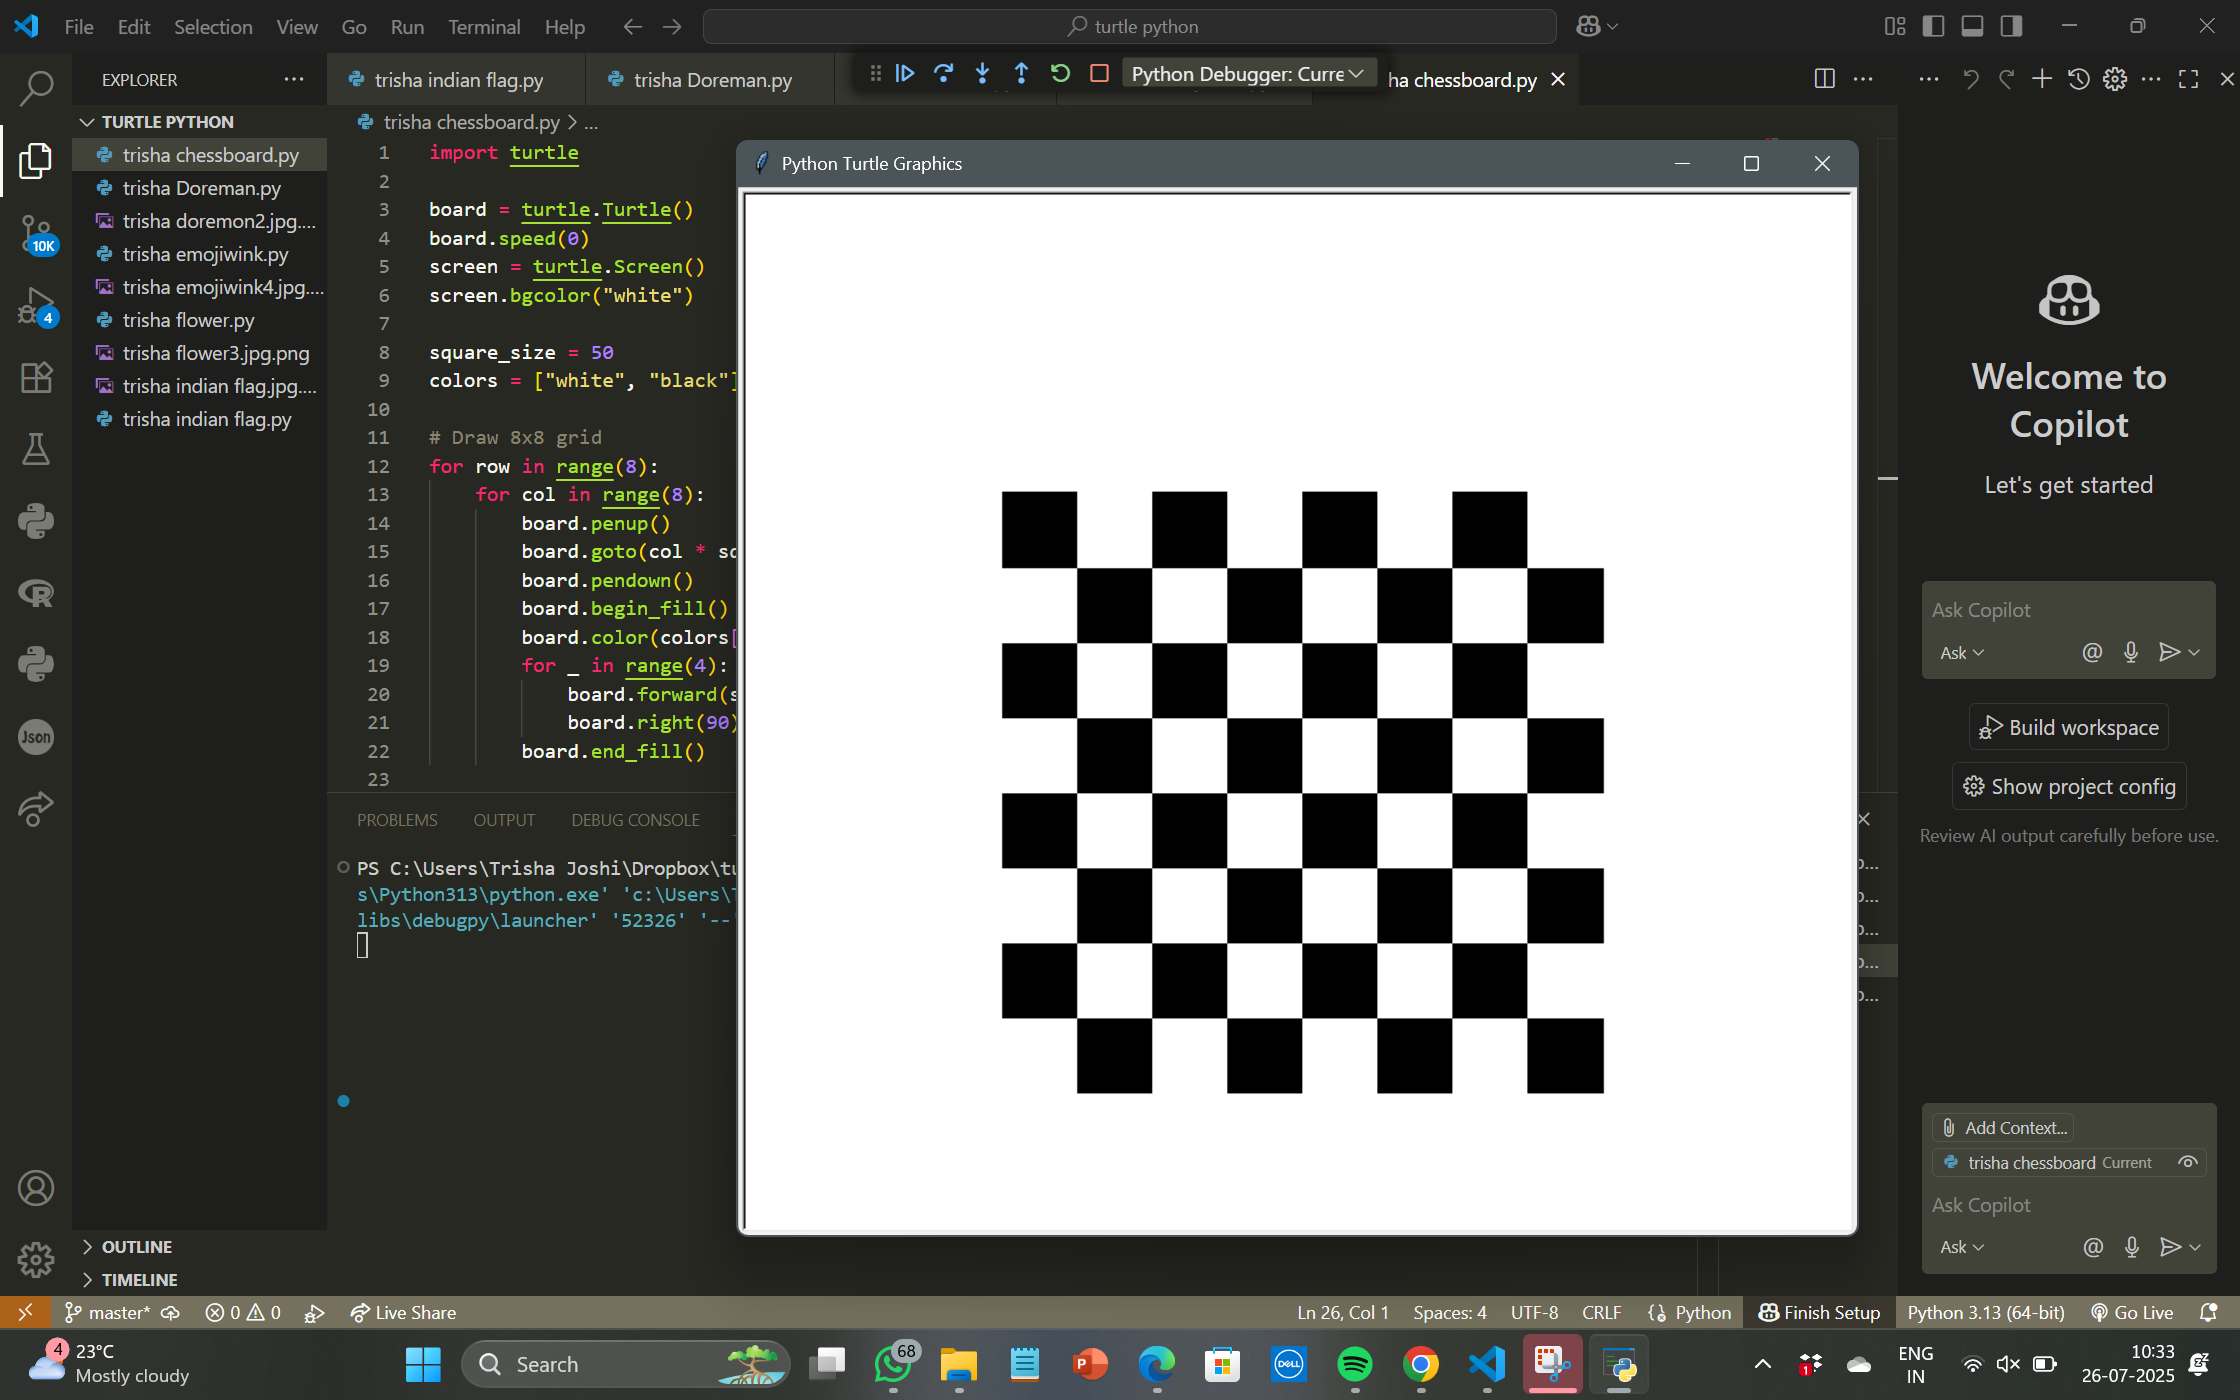 File Edit Selection View Go Run Terminal Help
turtle python
EXPLORER
trisha indian flag.py
trisha Doreman.py
Python Debugger: Curre
ha chessboard.py
TURTLE PYTHON
trisha chessboard.py
trisha Doreman.py
trisha doremon2.jpg....
trisha emojiwink.py
trisha emojiwink4.jpg....
trisha flower.py
trisha flower3.jpg.png
trisha indian flag.jpg....
trisha indian flag.py
OUTLINE
TIMELINE
10K
4
Json
trisha chessboard.py > ...
1 import turtle
2
3 board = turtle.Turtle()
4 board.speed(0)
5 screen = turtle.Screen()
6 screen.bgcolor("white")
7
8 square_size = 50
9 colors = ["white", "black"]
10
11 # Draw 8x8 grid
12 for row in range(8):
13 for col in range(8):
14 board.penup()
15 board.goto(col * sq
16 board.pendown()
17 board.begin_fill()
18 board.color(colors[
19 for _ in range(4):
20 board.forward(s
21 board.right(90)
22 board.end_fill()
23
PROBLEMS OUTPUT DEBUG CONSOLE
PS C:\Users\Trisha Joshi\Dropbox\tu
s\Python313\python.exe' 'c:\Users\T
libs\debugpy\launcher' '52326' '--'
Python Turtle Graphics
Welcome to
Copilot
Let's get started
Ask Copilot
Ask
Build workspace
Show project config
Review AI output carefully before use.
Add Context...
trisha chessboard Current
Ask Copilot
Ask
master* 0 0 Live Share
Ln 26, Col 1 Spaces: 4 UTF-8 CRLF {} Python Finish Setup Python 3.13 (64-bit) Go Live
4
23°C
Mostly cloudy
Search
68
P
DELL
1
ENG
IN
10:33
26-07-2025